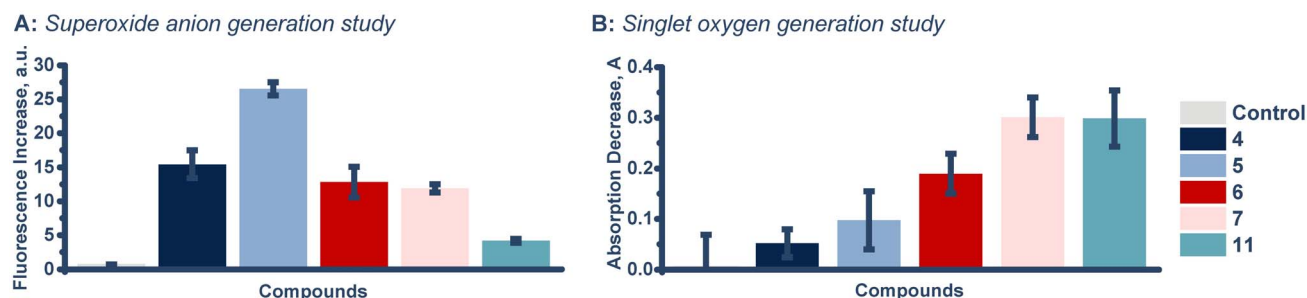 A: Superoxide anion generation study
Fluorescence Increase, a.u.
30
25
20
15
10
5
0
Compounds
B: Singlet oxygen generation study
Absorption Decrease, A
0.4
0.3
0.2
0.1
0.0
Compounds
Control
4
5
6
7
11